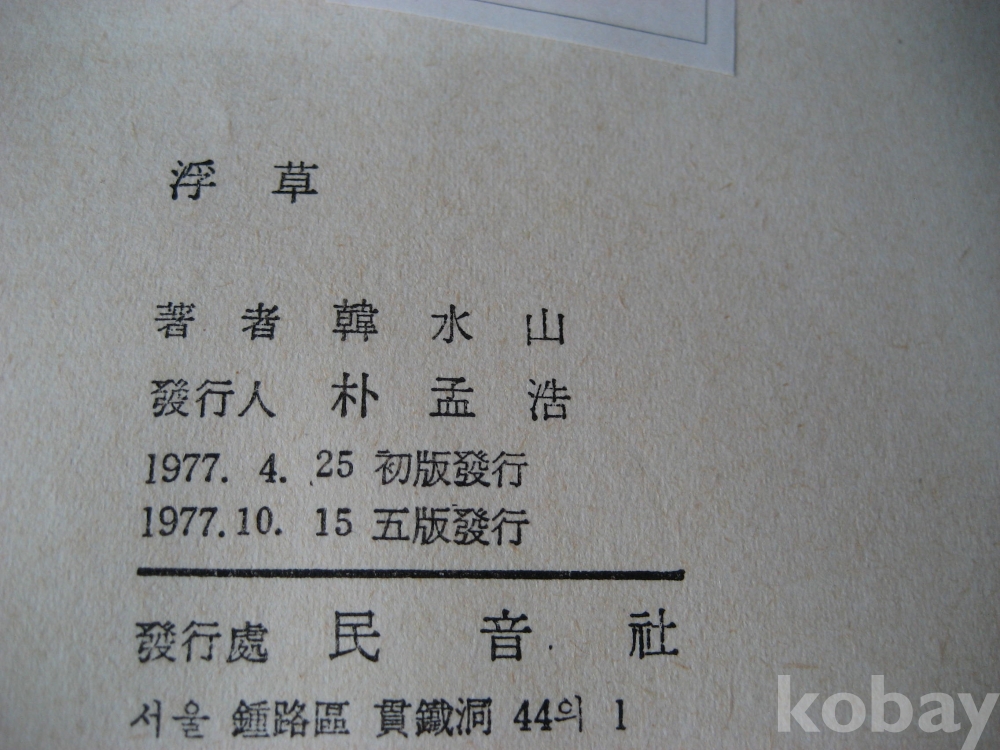 浮 草
著 者 韓 水 山
發行人 朴 孟 浩
1977. 4. 25 初版發行
1977.10. 15 五版發行
發行處 民 音 社
서울 鍾路區 貫鐵洞 44의 1
kobay